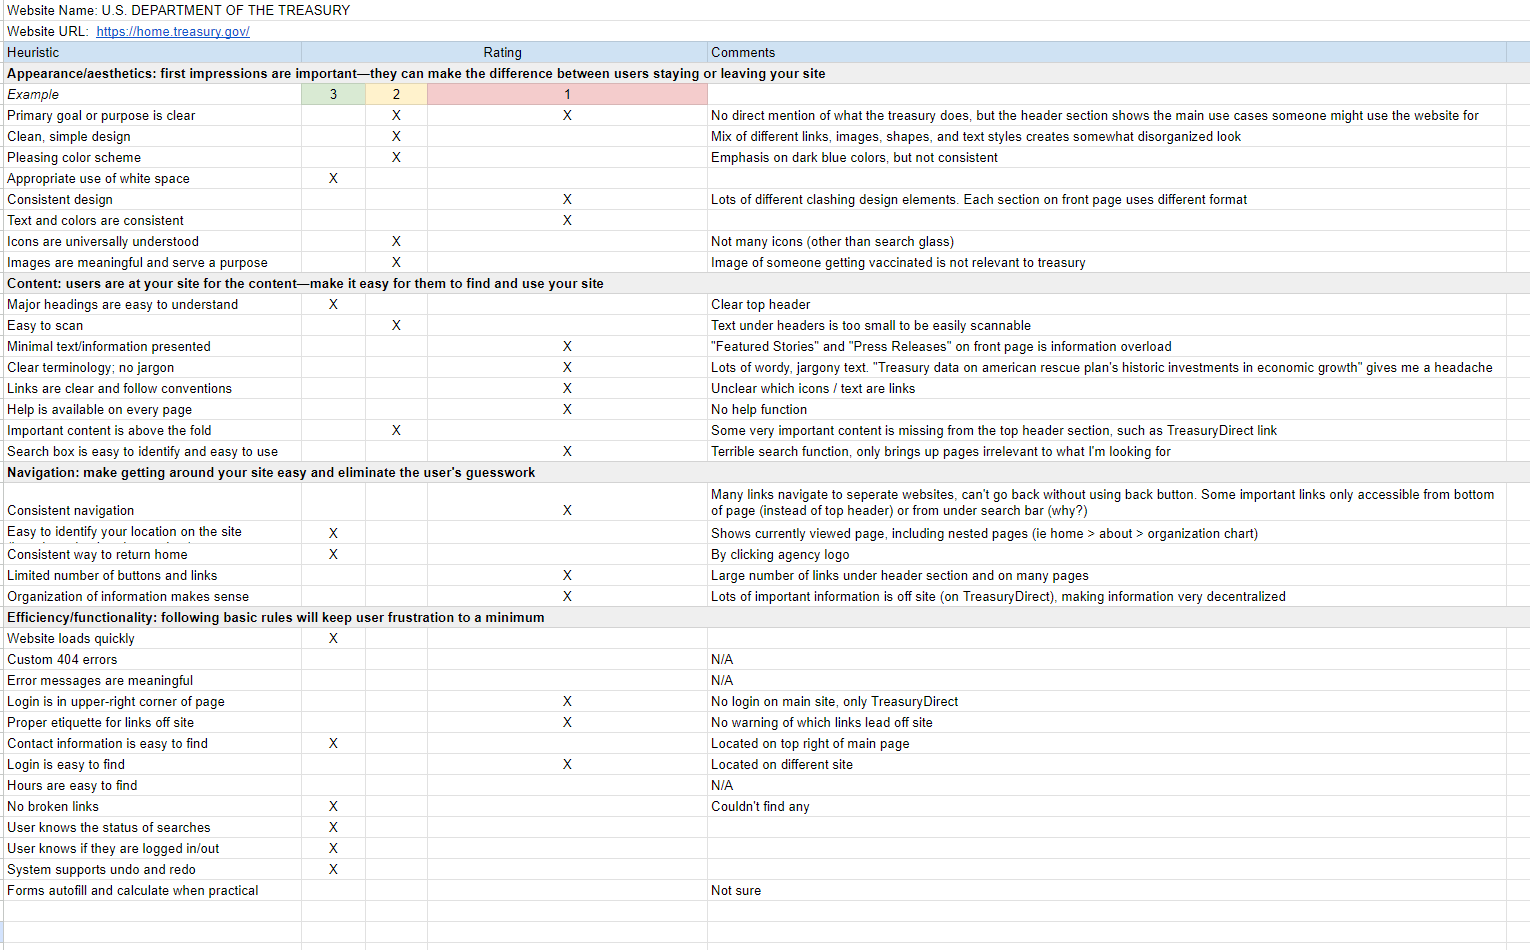 Website Name: U.S. DEPARTMENT OF THE TREASURY
Website URL: https://home.treasury.gov/
Heuristic Rating Comments
Appearance/aesthetics: first impressions are important—they can make the difference between users staying or leaving your site
Example 3 2 1
Primary goal or purpose is clear X X No direct mention of what the treasury does, but the header section shows the main use cases someone might use the website for
Clean, simple design X Mix of different links, images, shapes, and text styles creates somewhat disorganized look
Pleasing color scheme X Emphasis on dark blue colors, but not consistent
Appropriate use of white space X
Consistent design X Lots of different clashing design elements. Each section on front page uses different format
Text and colors are consistent X
Icons are universally understood X Not many icons (other than search glass)
Images are meaningful and serve a purpose X Image of someone getting vaccinated is not relevant to treasury
Content: users are at your site for the content—make it easy for them to find and use your site
Major headings are easy to understand X Clear top header
Easy to scan X Text under headers is too small to be easily scannable
Minimal text/information presented X "Featured Stories" and "Press Releases" on front page is information overload
Clear terminology; no jargon X Lots of wordy, jargony text. "Treasury data on american rescue plan's historic investments in economic growth" gives me a headache
Links are clear and follow conventions X Unclear which icons / text are links
Help is available on every page X No help function
Important content is above the fold X Some very important content is missing from the top header section, such as TreasuryDirect link
Search box is easy to identify and easy to use X Terrible search function, only brings up pages irrelevant to what I'm looking for
Navigation: make getting around your site easy and eliminate the user's guesswork
Many links navigate to seperate websites, can't go back without using back button. Some important links only accessible from bottom
Consistent navigation X of page (instead of top header) or from under search bar (why?)
Easy to identify your location on the site X Shows currently viewed page, including nested pages (ie home > about > organization chart)
Consistent way to return home X By clicking agency logo
Limited number of buttons and links X Large number of links under header section and on many pages
Organization of information makes sense X Lots of important information is off site (on TreasuryDirect), making information very decentralized
Efficiency/functionality: following basic rules will keep user frustration to a minimum
Website loads quickly X
Custom 404 errors N/A
Error messages are meaningful N/A
Login is in upper-right corner of page X No login on main site, only TreasuryDirect
Proper etiquette for links off site X No warning of which links lead off site
Contact information is easy to find X Located on top right of main page
Login is easy to find X Located on different site
Hours are easy to find N/A
No broken links X Couldn't find any
User knows the status of searches X
User knows if they are logged in/out X
System supports undo and redo X
Forms autofill and calculate when practical Not sure